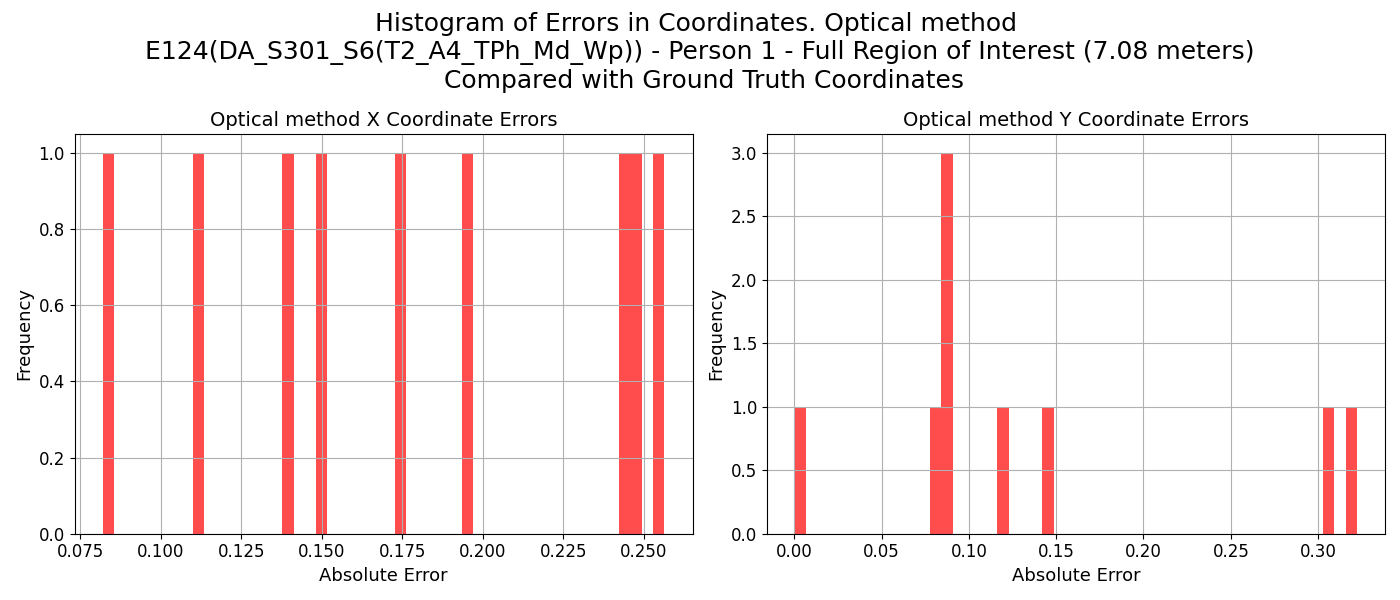 Histogram of Errors in Coordinates. Optical method
E124(DA_S301_S6(T2_A4_TPh_Md_Wp)) - Person 1 - Full Region of Interest (7.08 meters)
Compared with Ground Truth Coordinates
Optical method X Coordinate Errors
Frequency
1.0
0.8
0.6
0.4
0.2
0.0
0.075 0.100 0.125 0.150 0.175 0.200 0.225 0.250
Absolute Error
Optical method Y Coordinate Errors
Frequency
3.0
2.5
2.0
1.5
1.0
0.5
0.0
0.00 0.05 0.10 0.15 0.20 0.25 0.30
Absolute Error